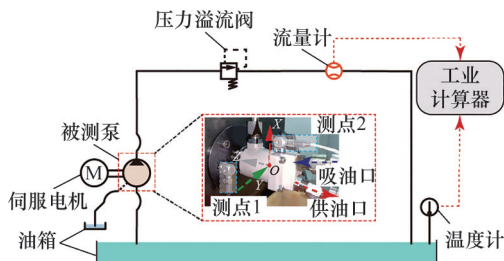 压力溢流阀
流量计
工业
计算器
被测泵
M
伺服电机
油箱
测点2
X
Z
Y
O
吸油口
测点1
供油口
温度计